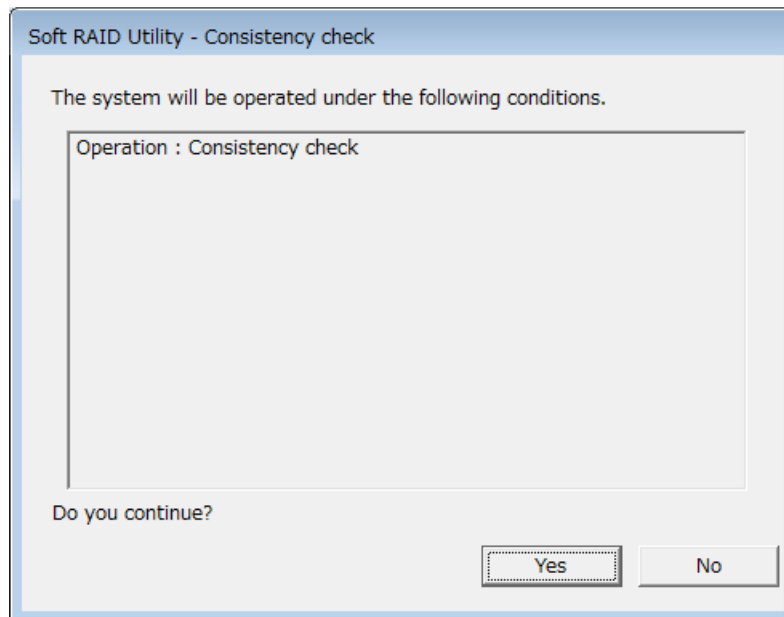 Soft RAID Utility - Consistency check
The system will be operated under the following conditions.
Operation : Consistency check
Do you continue?
Yes No